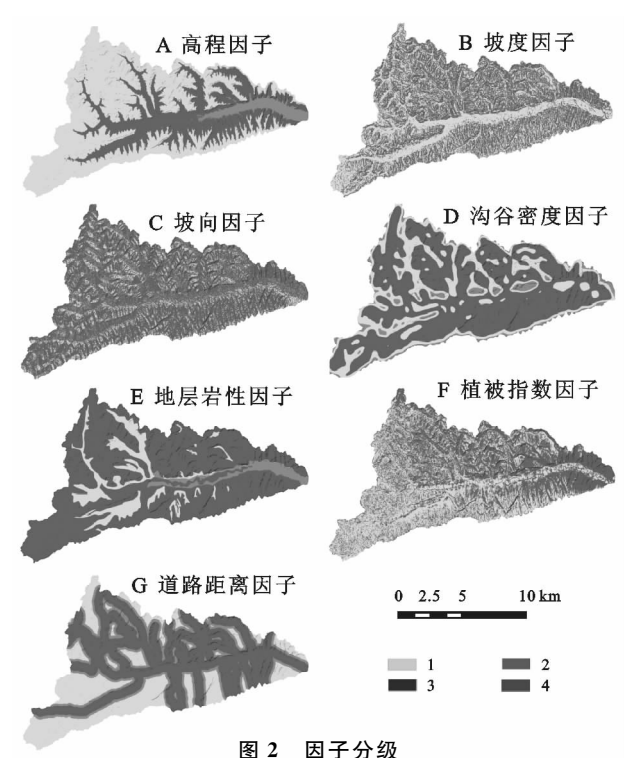 A 高程因子
B 坡度因子
C 坡向因子
D 沟谷密度因子
E 地层岩性因子
F 植被指数因子
G 道路距离因子
0 2.5 5 10 km
1 2
3 4
图 2 因子分级